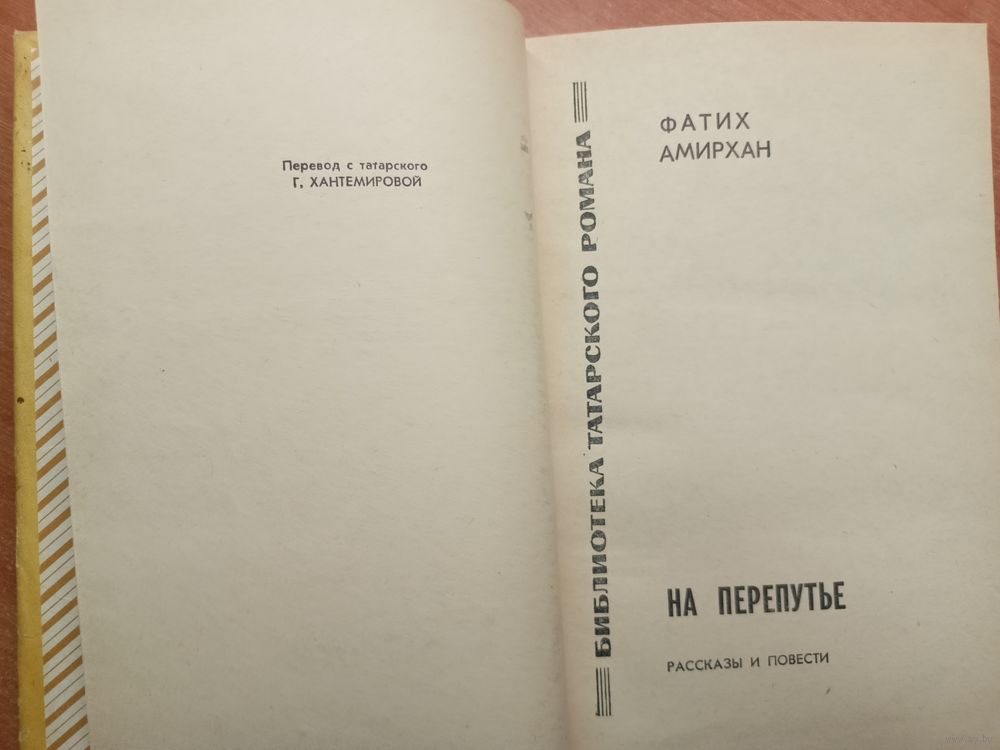 Перевод с татарского
Г. ХАНТЕМИРОВОЙ
БИБЛИОТЕКА ТАТАРСКОГО РОМАНА
ФАТИХ
АМИРХАН
НА ПЕРЕПУТЬЕ
РАССКАЗЫ И ПОВЕСТИ